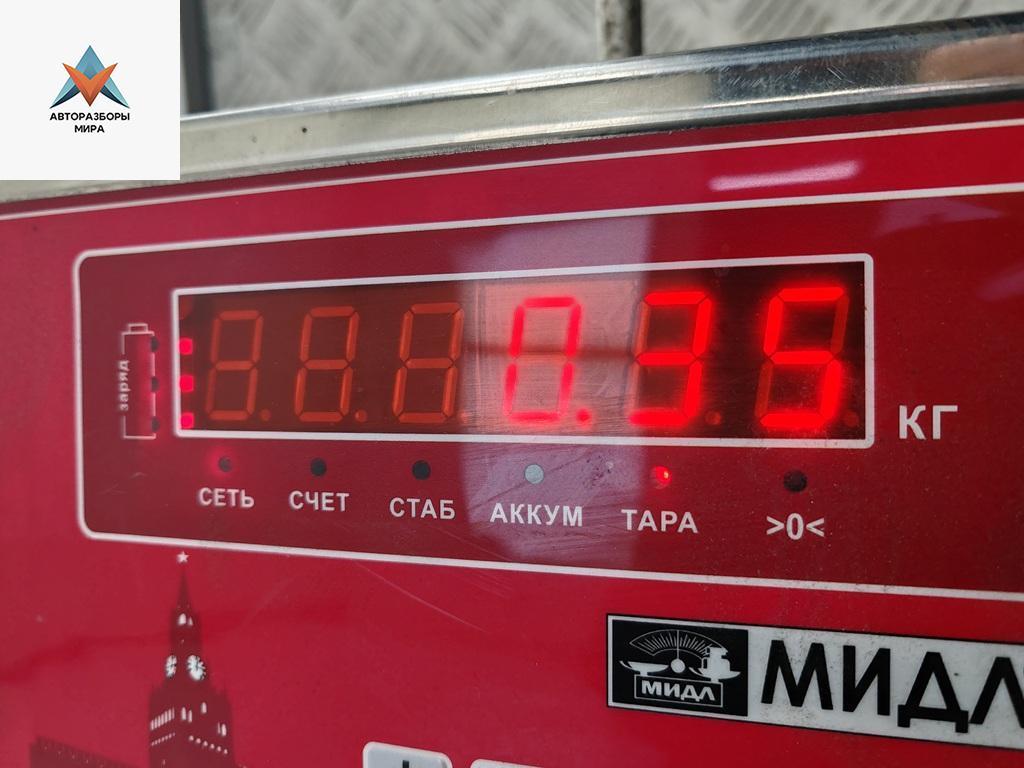 АВТОРАЗБОРЫ
МИРА
заряд
0.35
КГ
СЕТЬ СЧЕТ СТАБ АККУМ ТАРА >0<
МИДЛ
МИДЛ